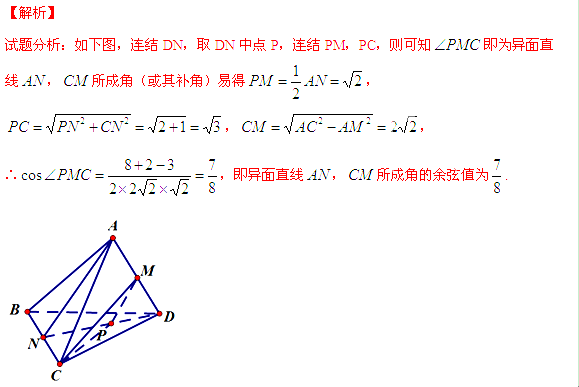 【解析】
试题分析：如下图，连结 DN，取 DN 中点 P，连结 PM，PC，则可知∠PMC 即为异面直
线 AN，CM 所成角（或其补角）易得 PM = 1/2 AN = √2，
PC = √(PN² + CN²) = √(2+1) = √3，CM = √(AC² − AM²) = 2√2，
∴ cos∠PMC = (8+2−3)/(2×2√2×√2) = 7/8，即异面直线 AN，CM 所成角的余弦值为 7/8．
A
M
B
D
N
P
C